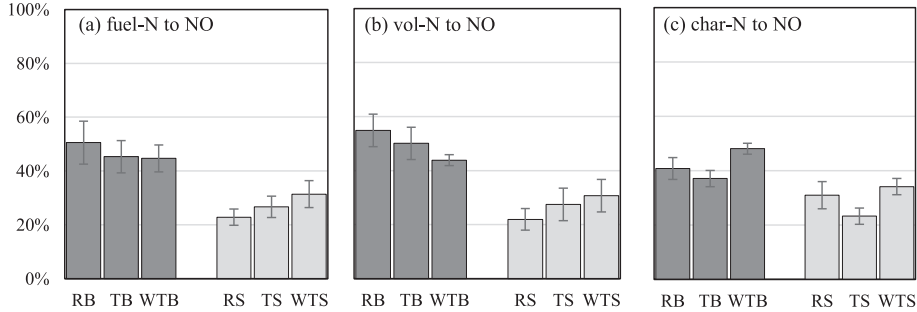 100%
80%
60%
40%
20%
0%
(a) fuel-N to NO
RB TB WTB RS TS WTS
(b) vol-N to NO
RB TB WTB RS TS WTS
(c) char-N to NO
RB TB WTB RS TS WTS